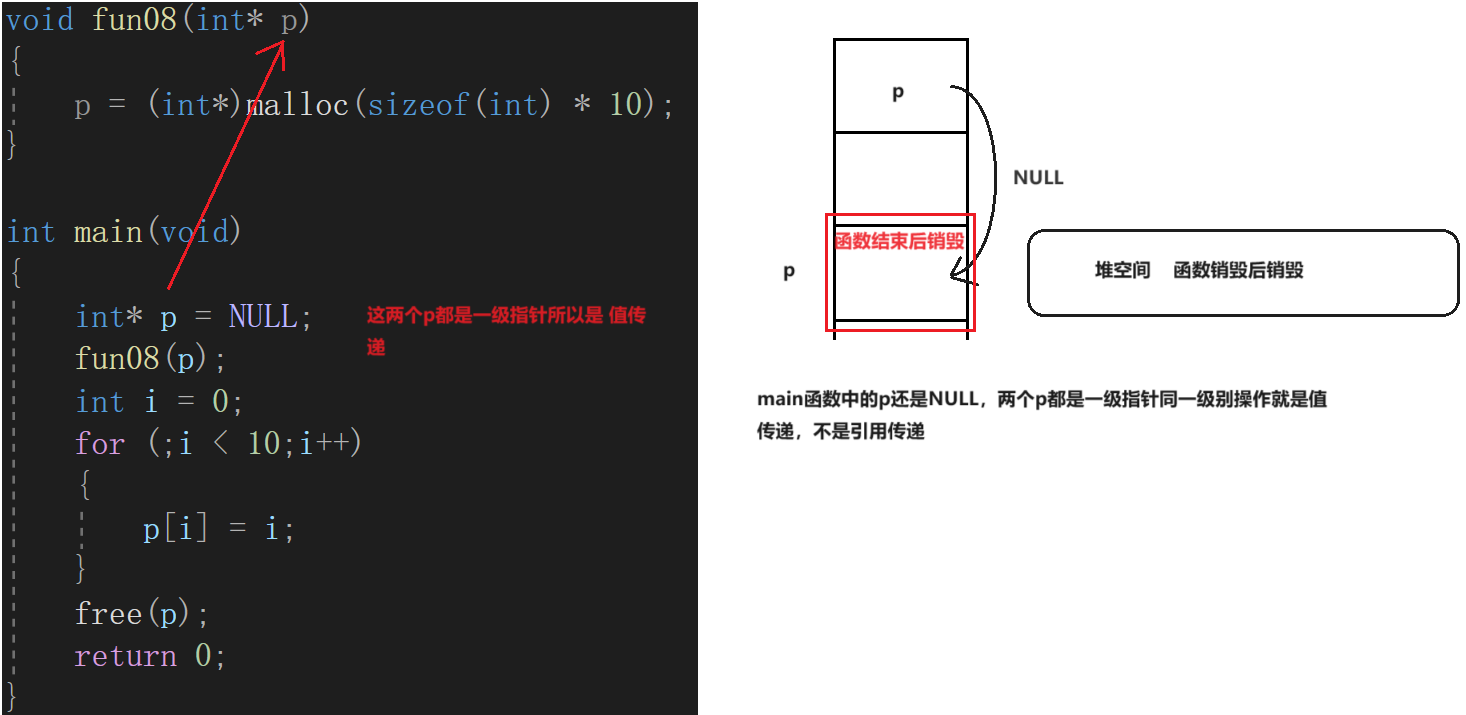 void fun08(int* p)
{
p = (int*)malloc(sizeof(int) * 10);
}
int main(void)
{
int* p = NULL;
这两个p都是一级指针所以是 值传
递
fun08(p);
int i = 0;
for (;i < 10;i++)
{
p[i] = i;
}
free(p);
return 0;
}
p
NULL
函数结束后销毁
p
堆空间 函数销毁后销毁
main函数中的p还是NULL，两个p都是一级指针同一级别操作就是值
传递，不是引用传递